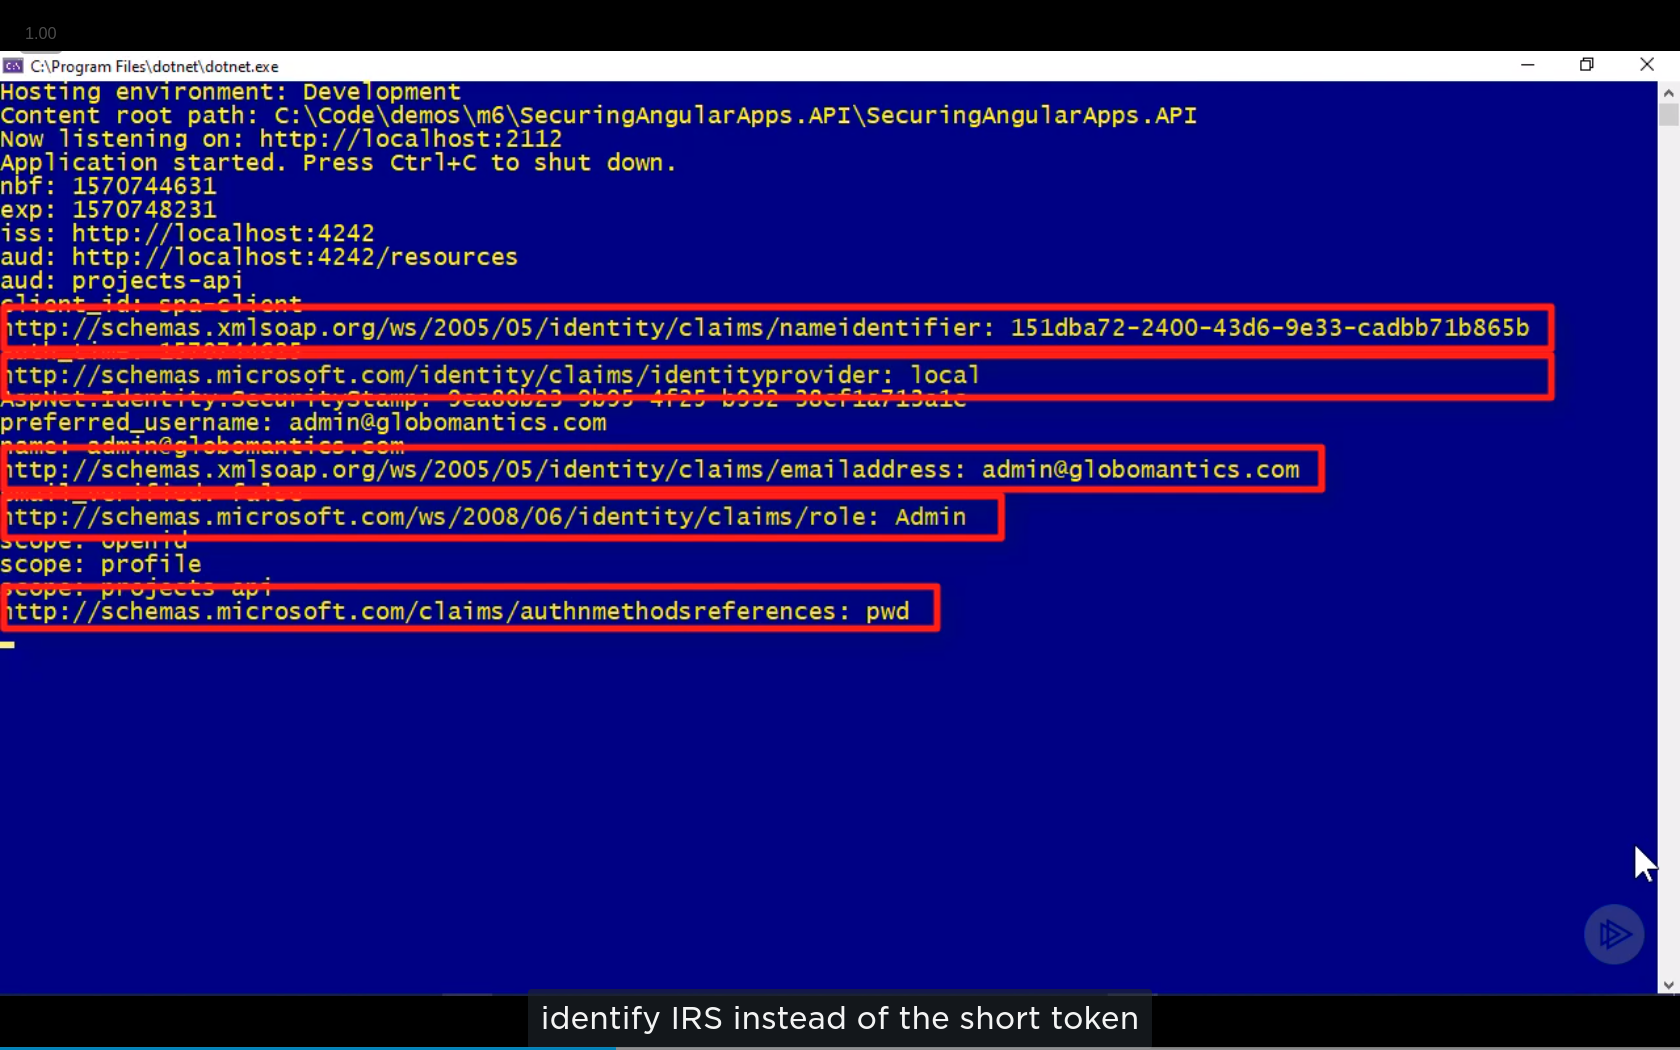 1.00
C:\Program Files\dotnet\dotnet.exe
Hosting environment: Development
Content root path: C:\Code\demos\m6\SecuringAngularApps.API\SecuringAngularApps.API
Now listening on: http://localhost:2112
Application started. Press Ctrl+C to shut down.
nbf: 1570744631
exp: 1570748231
iss: http://localhost:4242
aud: http://localhost:4242/resources
aud: projects-api
client_id: spa-client
http://schemas.xmlsoap.org/ws/2005/05/identity/claims/nameidentifier: 151dba72-2400-43d6-9e33-cadbb71b865b
http://schemas.microsoft.com/identity/claims/identityprovider: local
AspNet.Identity.SecurityStamp:
preferred_username: admin@globomantics.com
name: admin@globomantics.com
http://schemas.xmlsoap.org/ws/2005/05/identity/claims/emailaddress: admin@globomantics.com
email_verified: false
http://schemas.microsoft.com/ws/2008/06/identity/claims/role: Admin
scope: openid
scope: profile
scope: projects-api
http://schemas.microsoft.com/claims/authnmethodsreferences: pwd
identify IRS instead of the short token